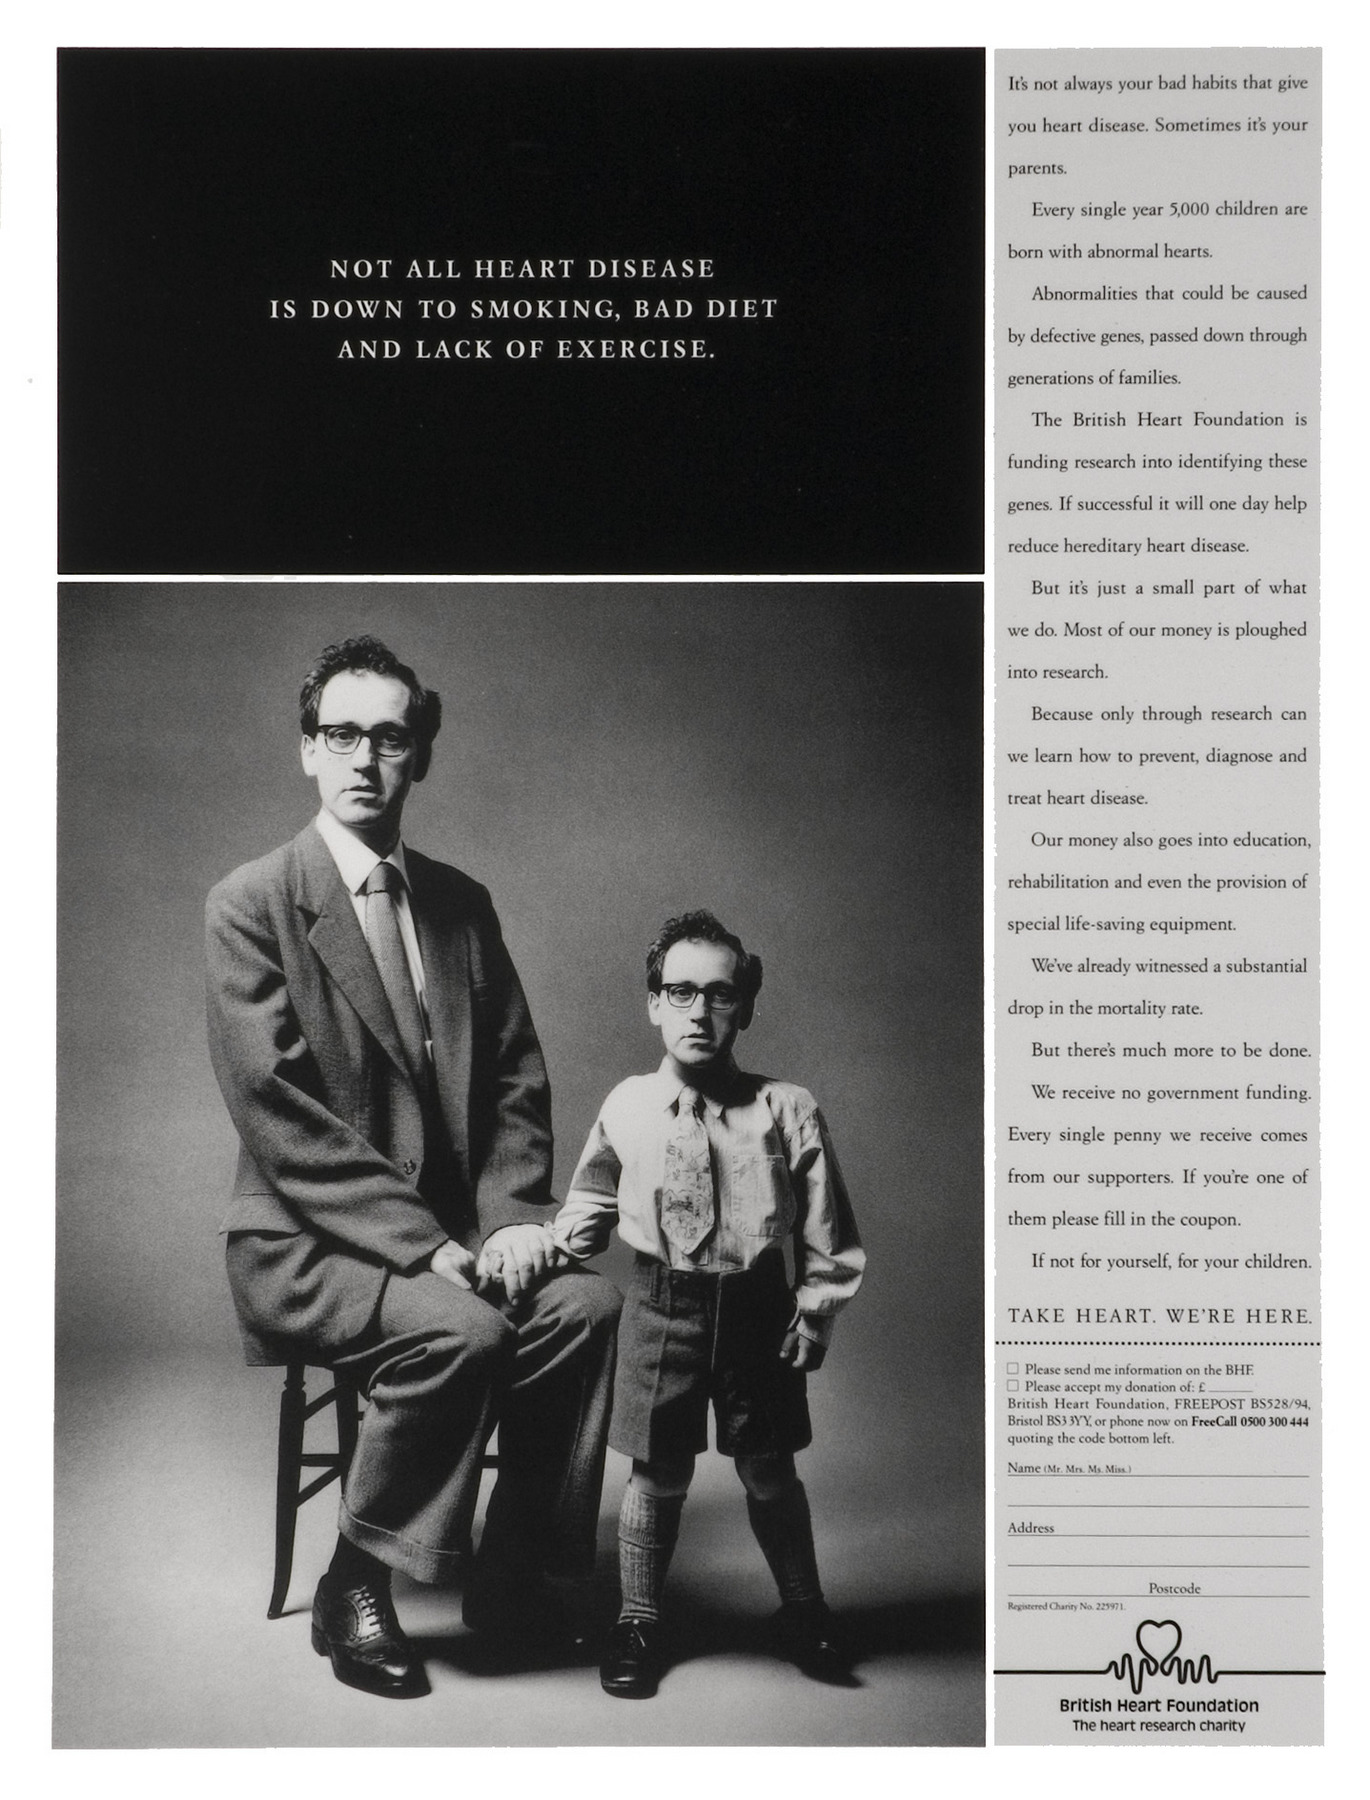 NOT ALL HEART DISEASE
IS DOWN TO SMOKING, BAD DIET
AND LACK OF EXERCISE.
It's not always your bad habits that give
you heart disease. Sometimes it's your
parents.
Every single year 5,000 children are
born with abnormal hearts.
Abnormalities that could be caused
by defective genes, passed down through
generations of families.
The British Heart Foundation is
funding research into identifying these
genes. If successful it will one day help
reduce hereditary heart disease.
But it's just a small part of what
we do. Most of our money is ploughed
into research.
Because only through research can
we learn how to prevent, diagnose and
treat heart disease.
Our money also goes into education,
rehabilitation and even the provision of
special life-saving equipment.
We've already witnessed a substantial
drop in the mortality rate.
But there's much more to be done.
We receive no government funding.
Every single penny we receive comes
from our supporters. If you're one of
them please fill in the coupon.
If not for yourself, for your children.
TAKE HEART. WE'RE HERE.
Please send me information on the BHF.
Please accept my donation of: £
British Heart Foundation, FREEPOST BS528/94,
Bristol BS3 3YY, or phone now on FreeCall 0500 300 444
quoting the code bottom left.
Name (Mr. Mrs. Ms. Miss.)
Address
Postcode
Registered Charity No. 225971.
British Heart Foundation
The heart research charity